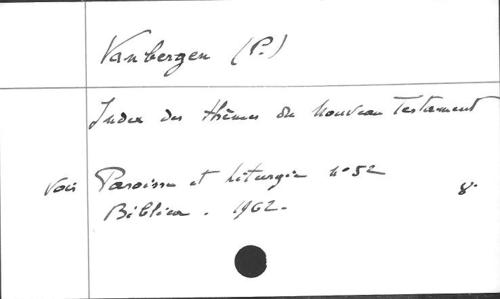 Vanbergen (P.)
Index des thèmes du Nouveau Testament
Voir Paroisse et Liturgie n° 52
Biblica. 1962.
8°